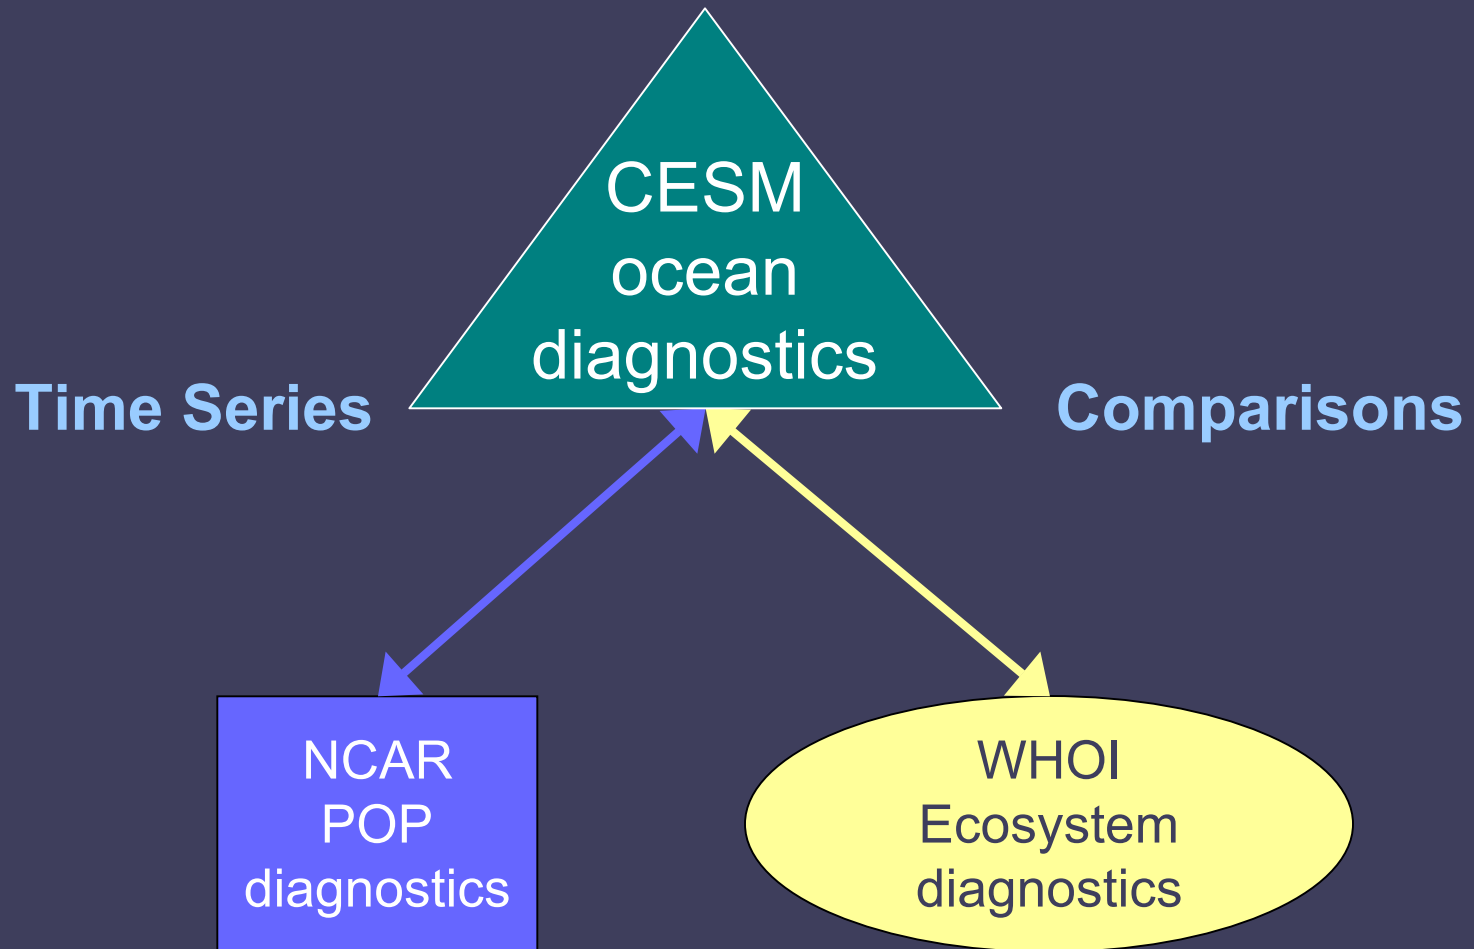 CESM
ocean
diagnostics
Time Series
Comparisons
NCAR
POP
diagnostics
WHOI
Ecosystem
diagnostics